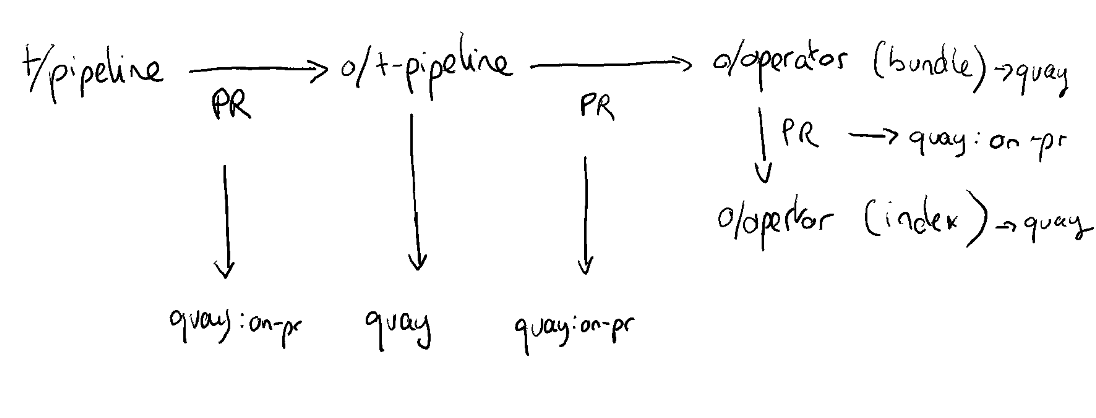 t/pipeline → o/t-pipeline → o/operator (bundle) → quay
PR PR
PR → quay:on-pr
o/opertor (index) → quay
quay:on-pr quay quay:on-pr